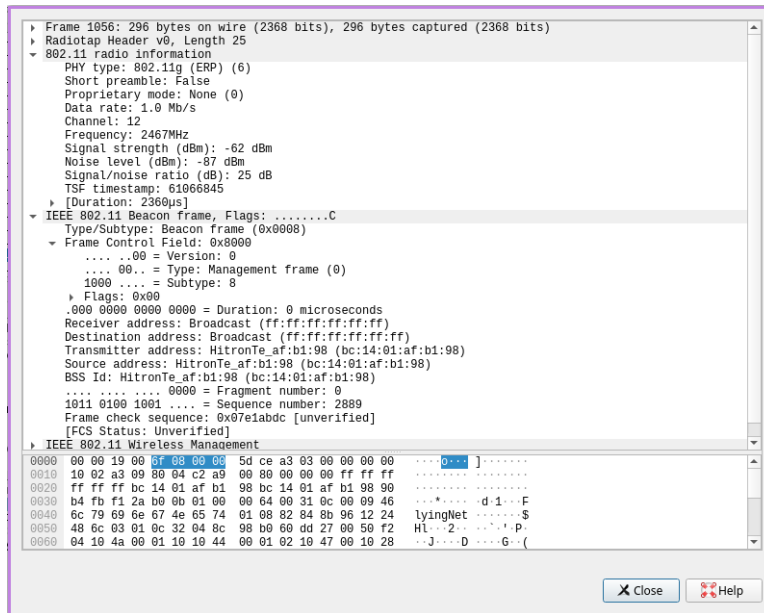 Frame 1056: 296 bytes on wire (2368 bits), 296 bytes captured (2368 bits)
Radiotap Header v0, Length 25
802.11 radio information
PHY type: 802.11g (ERP) (6)
Short preamble: False
Proprietary mode: None (0)
Data rate: 1.0 Mb/s
Channel: 12
Frequency: 2467MHz
Signal strength (dBm): -62 dBm
Noise level (dBm): -87 dBm
Signal/noise ratio (dB): 25 dB
TSF timestamp: 61066845
[Duration: 2360µs]
IEEE 802.11 Beacon frame, Flags: ........C
Type/Subtype: Beacon frame (0x0008)
Frame Control Field: 0x8000
.... ..00 = Version: 0
.... 00.. = Type: Management frame (0)
1000 .... = Subtype: 8
Flags: 0x00
.000 0000 0000 0000 = Duration: 0 microseconds
Receiver address: Broadcast (ff:ff:ff:ff:ff:ff)
Destination address: Broadcast (ff:ff:ff:ff:ff:ff)
Transmitter address: HitronTe_af:b1:98 (bc:14:01:af:b1:98)
Source address: HitronTe_af:b1:98 (bc:14:01:af:b1:98)
BSS Id: HitronTe_af:b1:98 (bc:14:01:af:b1:98)
.... .... .... 0000 = Fragment number: 0
1011 0100 1001 .... = Sequence number: 2889
Frame check sequence: 0x07e1abdc [unverified]
[FCS Status: Unverified]
IEEE 802.11 Wireless Management
0000 00 00 19 00 6f 08 00 00 5d ce a3 03 00 00 00 00 ····o··· ]·······
0010 10 02 a3 09 80 04 c2 a9 00 80 00 00 00 ff ff ff ········ ········
0020 ff ff ff bc 14 01 af b1 98 bc 14 01 af b1 98 90 ········ ········
0030 b4 fb f1 2a b0 0b 01 00 00 64 00 31 0c 00 09 46 ···*···· ·d·1···F
0040 6c 79 69 6e 67 4e 65 74 01 08 82 84 8b 96 12 24 lyingNet ·······$
0050 48 6c 03 01 0c 32 04 8c 98 b0 60 dd 27 00 50 f2 Hl···2·· ··`·'·P·
0060 04 10 4a 00 01 10 10 44 00 01 02 10 47 00 10 28 ··J····D ····G··(
Close
Help